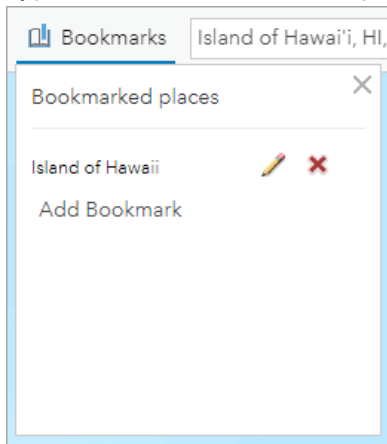 Bookmarks
Island of Hawai'i, HI,
Bookmarked places
Island of Hawaii
Add Bookmark